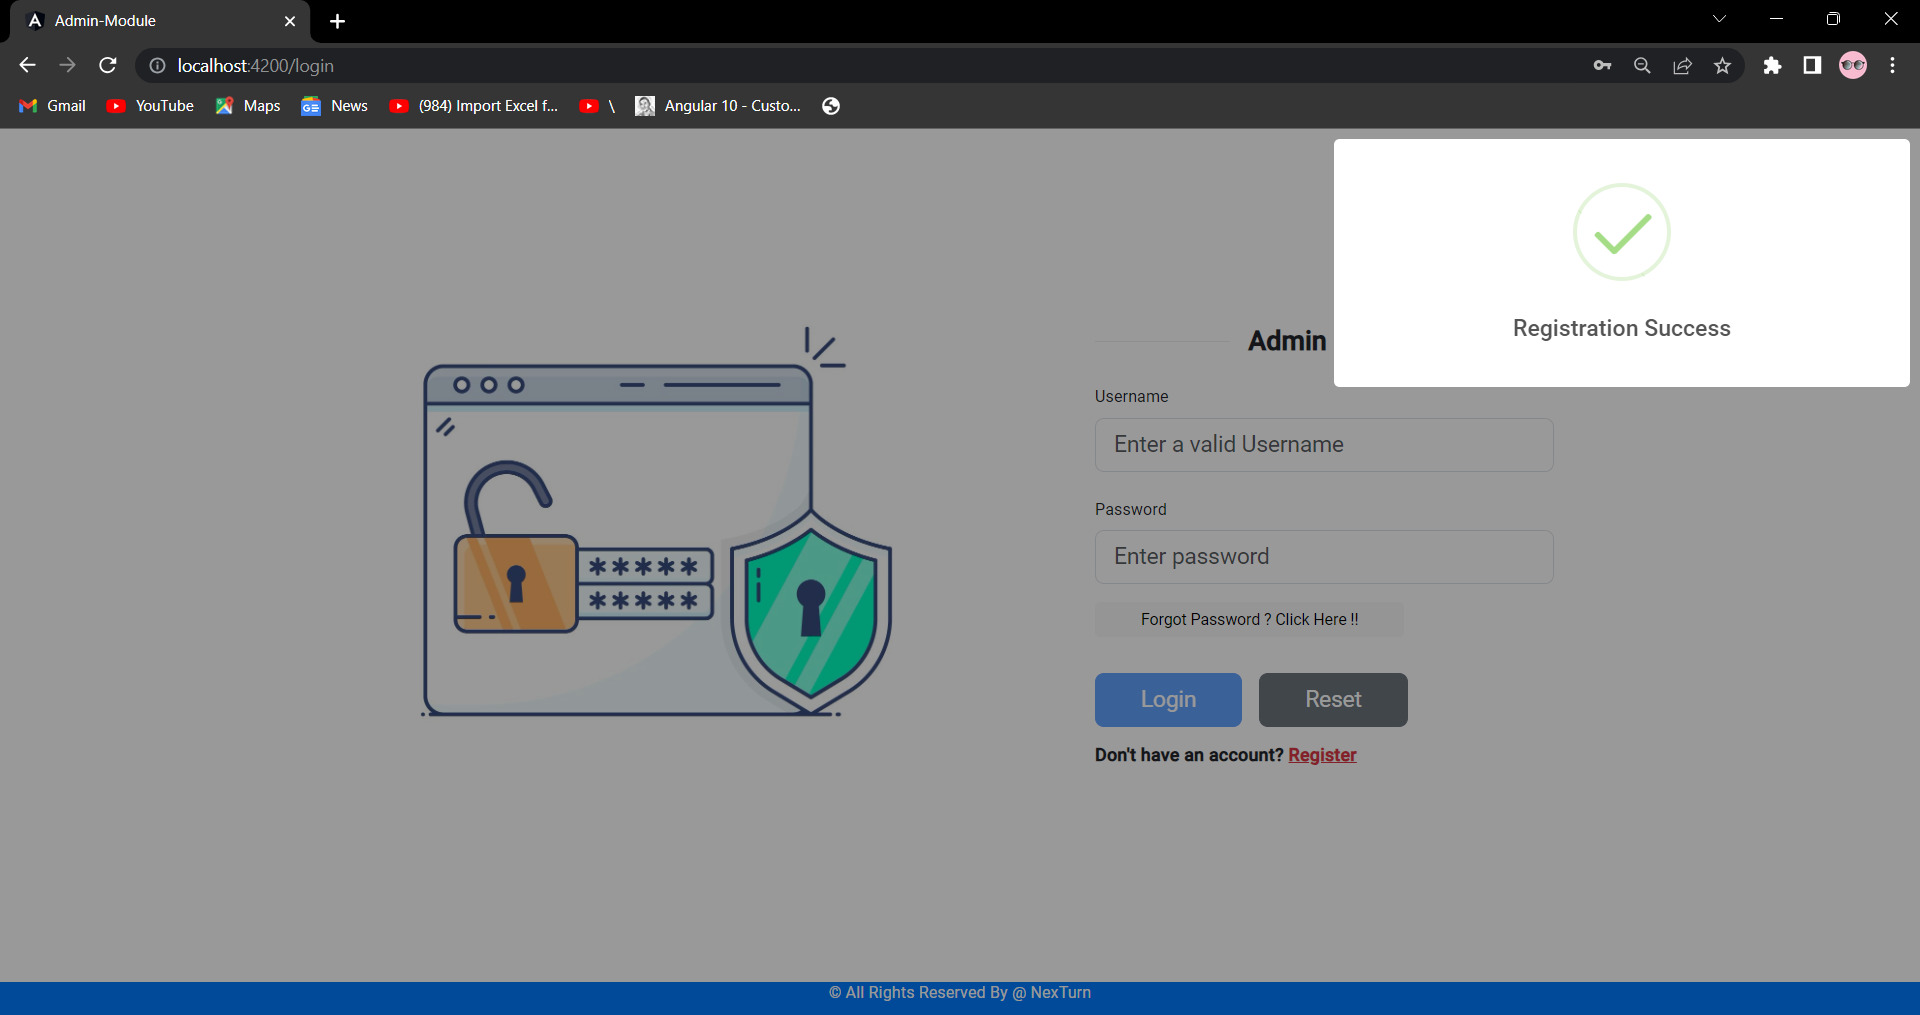 Admin-Module
localhost:4200/login
Gmail YouTube Maps News (984) Import Excel f... \ Angular 10 - Custo...
Registration Success
Admin
Username
Enter a valid Username
Password
Enter password
Forgot Password ? Click Here !!
Login Reset
Don't have an account? Register
© All Rights Reserved By @ NexTurn